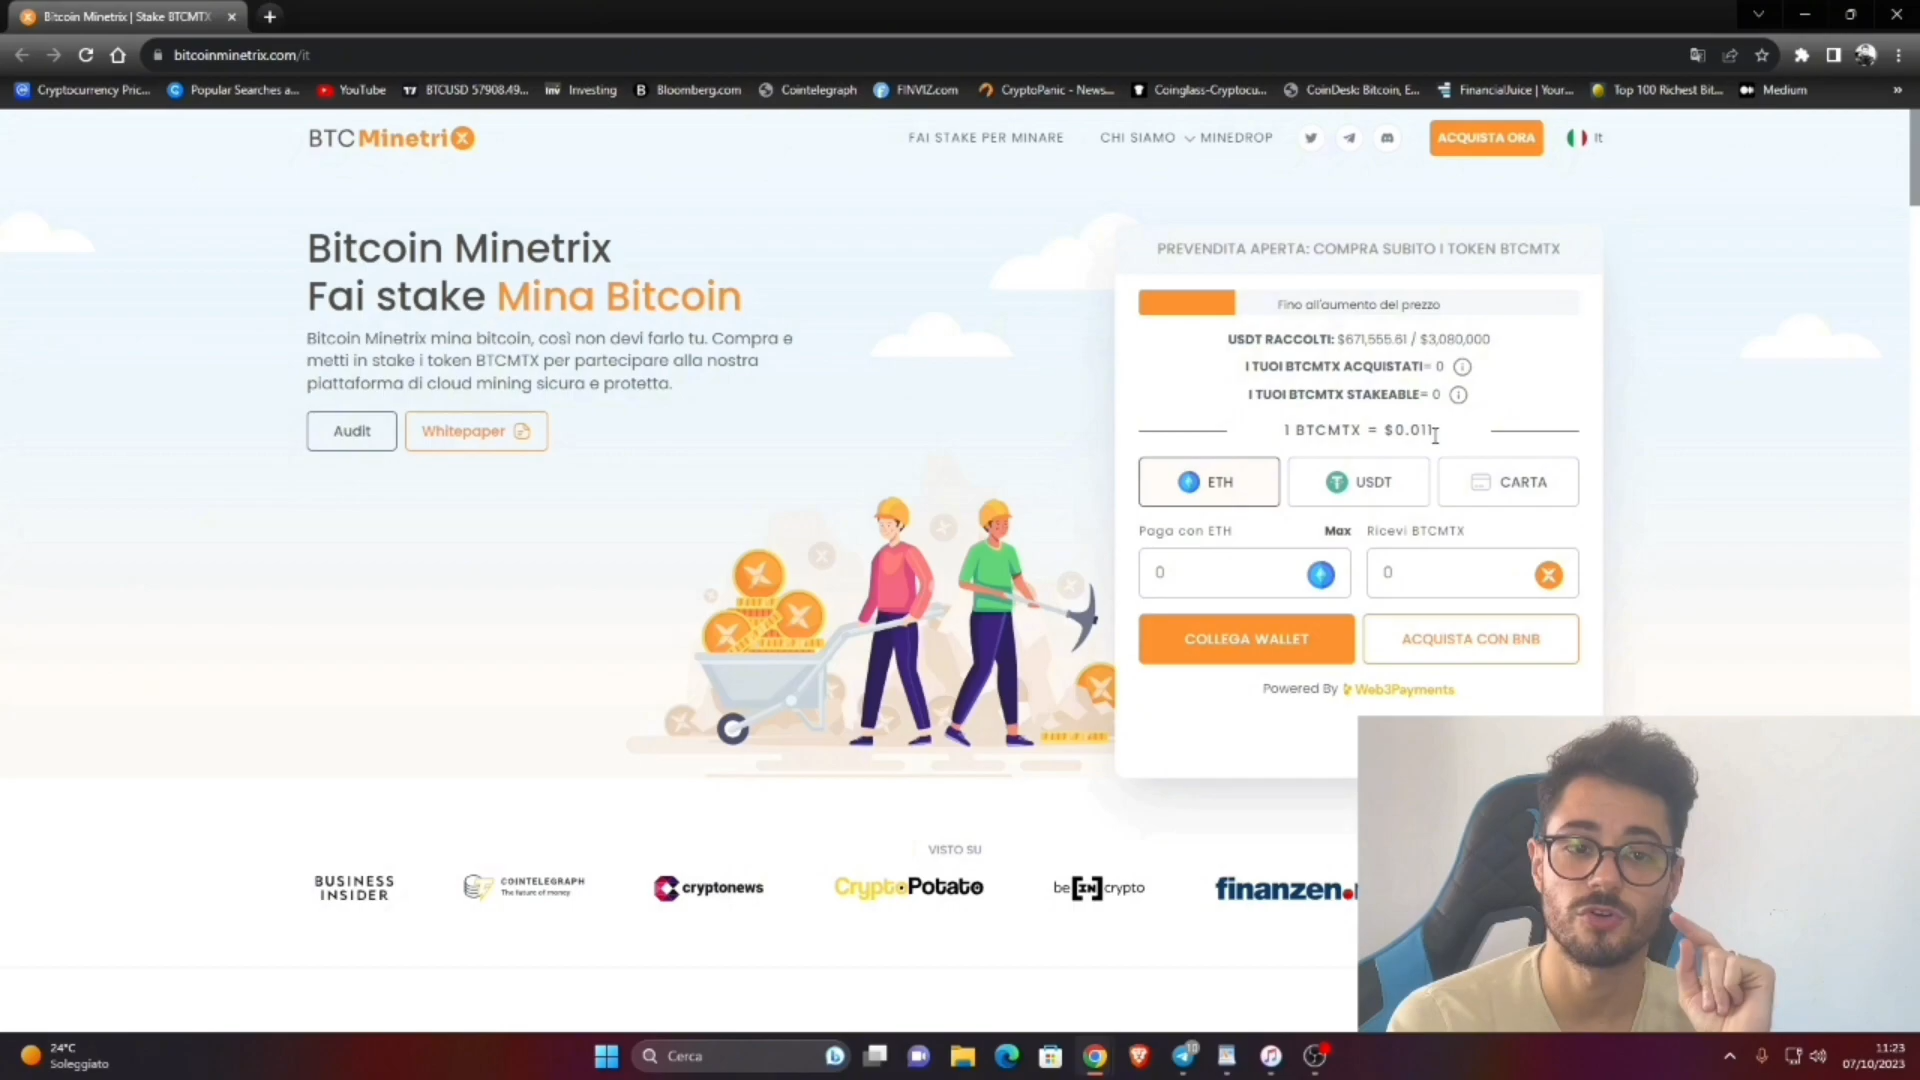 Bitcoin Minetrix | Stake BTCMTX
bitcoinminetrix.com/it
Cryptocurrency Pric...
Popular Searches a...
YouTube
BTCUSD 57908.49...
Investing
Bloomberg.com
Cointelegraph
FINVIZ.com
CryptoPanic - News...
Coinglass-Cryptocu...
CoinDesk: Bitcoin, E...
FinancialJuice | Your...
Top 100 Richest Bit...
Medium
»
BTCMinetriX
FAI STAKE PER MINARE
CHI SIAMO
MINEDROP
ACQUISTA ORA
It
Bitcoin Minetrix
Fai stake Mina Bitcoin
Bitcoin Minetrix mina bitcoin, così non devi farlo tu. Compra e
metti in stake i token BTCMTX per partecipare alla nostra
piattaforma di cloud mining sicura e protetta.
Audit
Whitepaper
PREVENDITA APERTA: COMPRA SUBITO I TOKEN BTCMTX
Fino all'aumento del prezzo
USDT RACCOLTI: $671,555.61 / $3,080,000
I TUOI BTCMTX ACQUISTATI= 0
I TUOI BTCMTX STAKEABLE= 0
1 BTCMTX = $0.011
ETH
USDT
CARTA
Paga con ETH
Max
Ricevi BTCMTX
0
0
COLLEGA WALLET
ACQUISTA CON BNB
Powered By Web3Payments
VISTO SU
BUSINESS
INSIDER
COINTELEGRAPH
The future of money
cryptonews
CryptoPotato
be[IN]crypto
finanzen.
24°C
Soleggiato
Cerca
10
11:23
07/10/2023